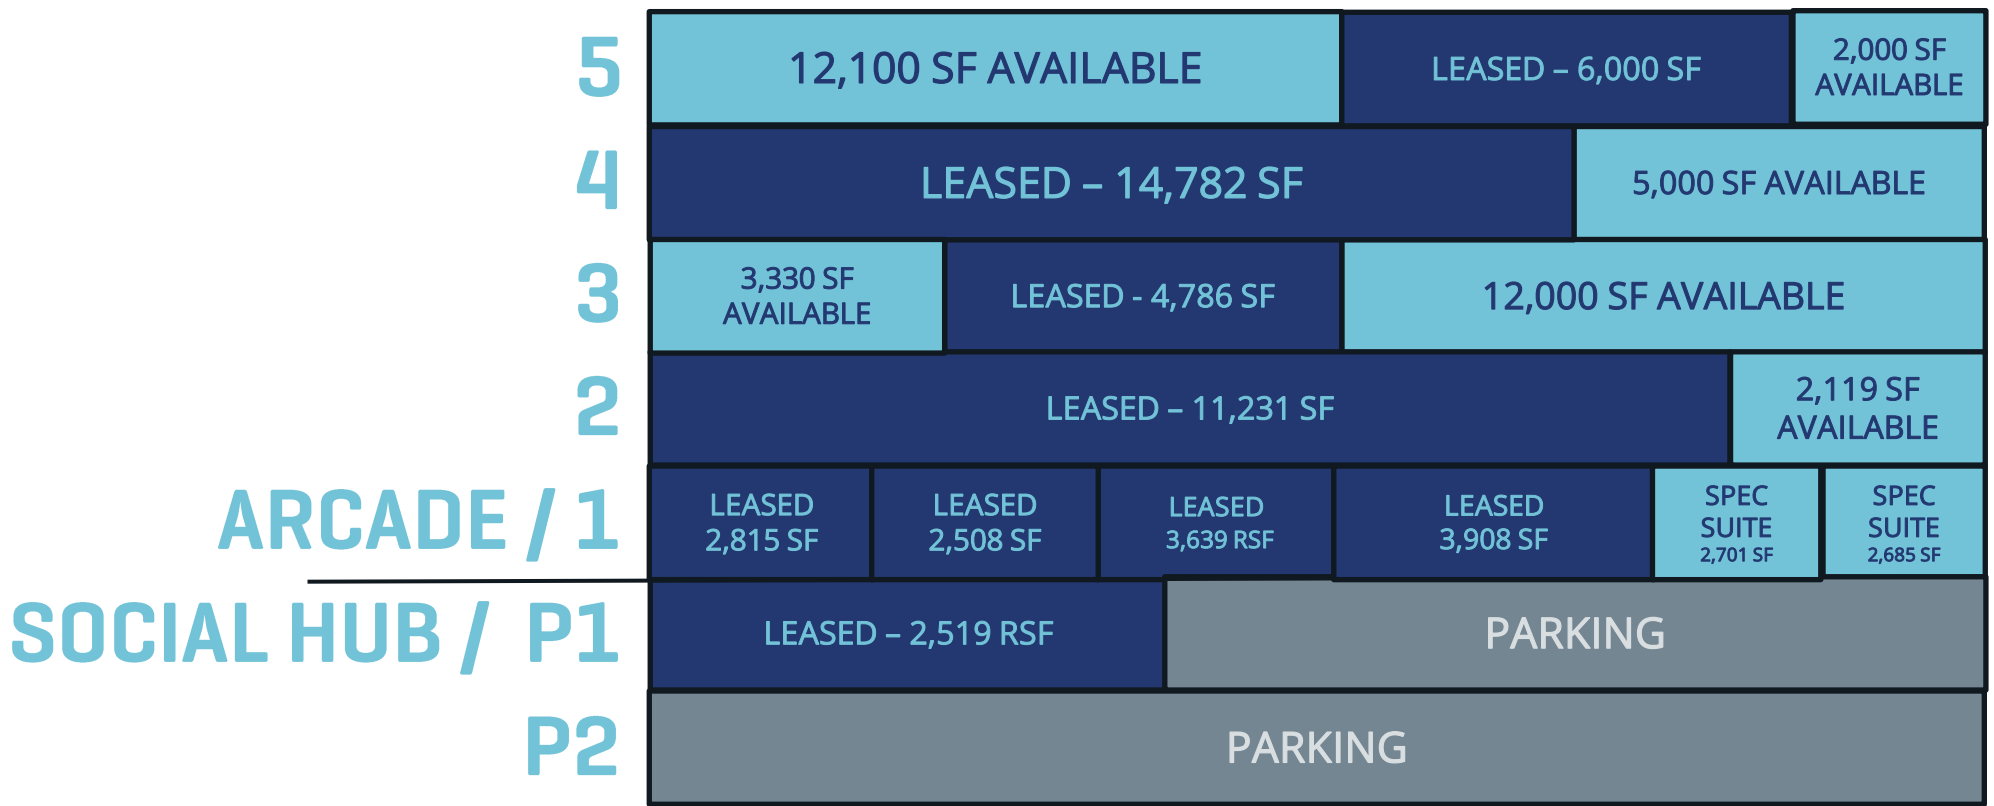 5
12,100 SF AVAILABLE
LEASED – 6,000 SF
2,000 SF
AVAILABLE
4
LEASED – 14,782 SF
5,000 SF AVAILABLE
3
3,330 SF
AVAILABLE
LEASED - 4,786 SF
12,000 SF AVAILABLE
2
LEASED – 11,231 SF
2,119 SF
AVAILABLE
ARCADE / 1
LEASED
2,815 SF
LEASED
2,508 SF
LEASED
3,639 RSF
LEASED
3,908 SF
SPEC
SUITE
2,701 SF
SPEC
SUITE
2,685 SF
SOCIAL HUB / P1
LEASED – 2,519 RSF
PARKING
P2
PARKING